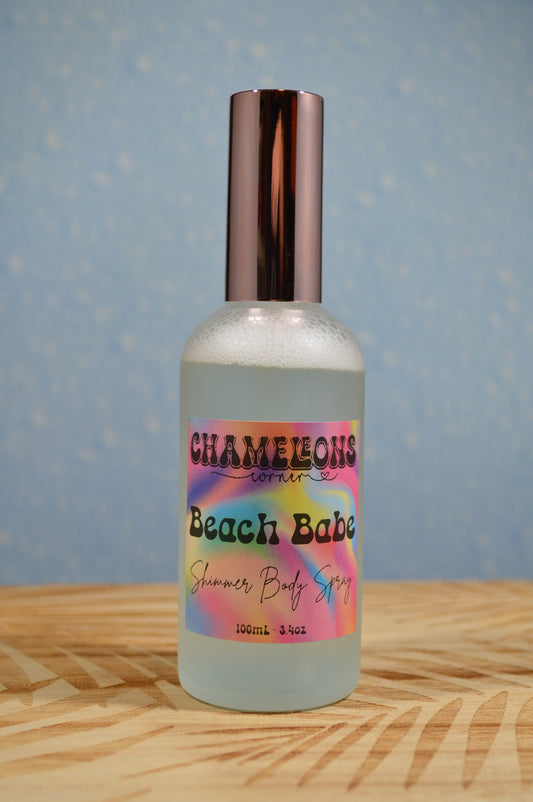 CHAMELEONS
corner
Beach Babe
Shimmer Body Spray
100mL - 3.4oz